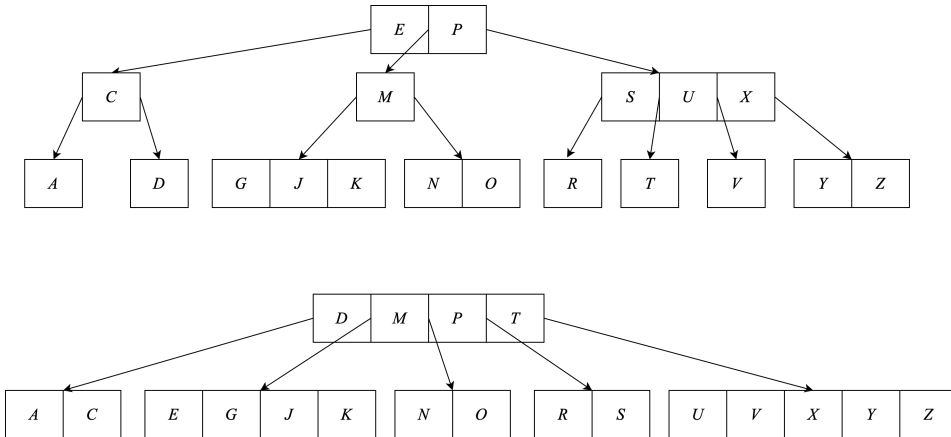 E P
C M S U X
A D G J K N O R T V Y Z
D M P T
A C E G J K N O R S U V X Y Z